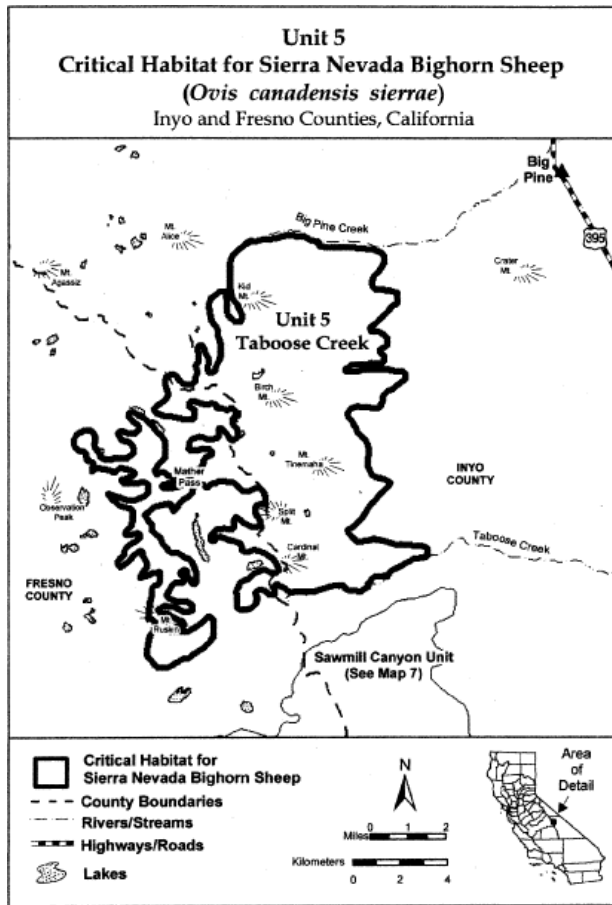 Unit 5
Critical Habitat for Sierra Nevada Bighorn Sheep
(Ovis canadensis sierrae)
Inyo and Fresno Counties, California
Big
Pine
Big Pine Creek
395
Mt.
Alice
Crater
Mt.
Mt.
Agassiz
Kid
Mt.
Unit 5
Taboose Creek
Birch
Mt.
Mather
Pass
Mt.
Tinemaha
INYO
COUNTY
Observation
Peak
Split
Mt.
Cardinal
Mt.
Taboose Creek
FRESNO
COUNTY
Mt.
Ruskin
Sawmill Canyon Unit
(See Map 7)
Critical Habitat for
Sierra Nevada Bighorn Sheep
County Boundaries
Rivers/Streams
Highways/Roads
Lakes
N
0 1 2
Miles
Kilometers
0 2 4
Area
of
Detail